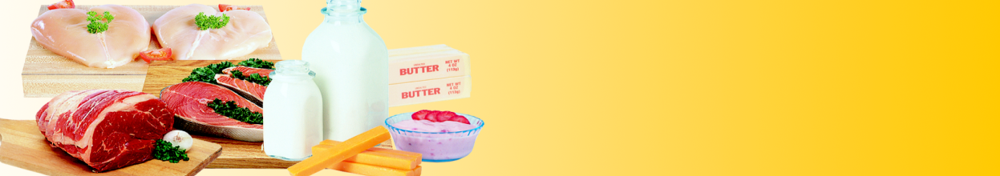 BUTTER
NET WT
4 OZ
(113g)
BUTTER
NET WT
4 OZ
(113g)